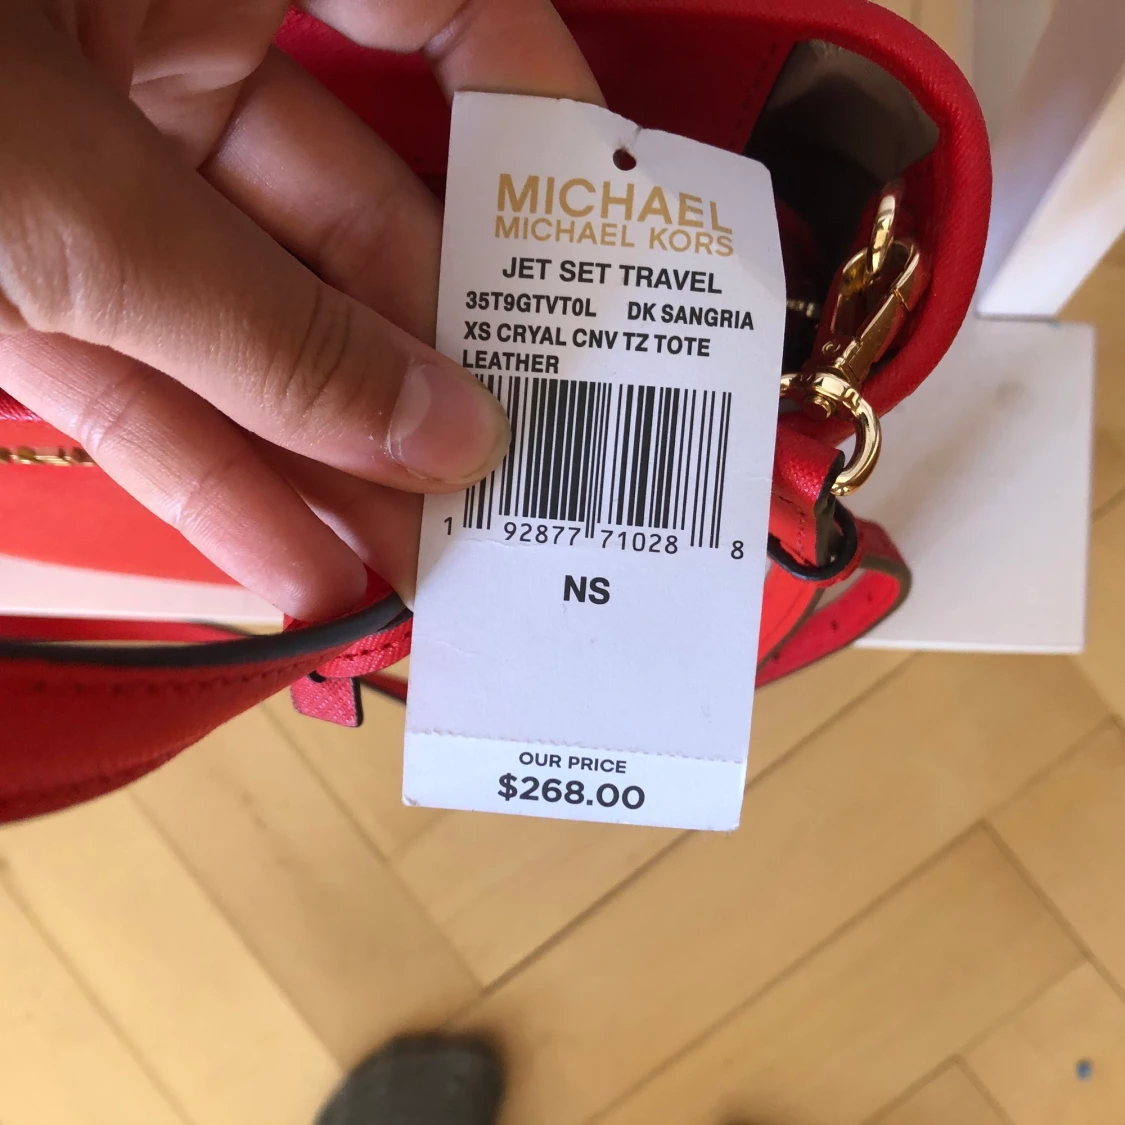 MICHAEL
MICHAEL KORS
JET SET TRAVEL
35T9GTVT0L DK SANGRIA
XS CRYAL CNV TZ TOTE
LEATHER
1 92877 71028 8
NS
OUR PRICE
$268.00